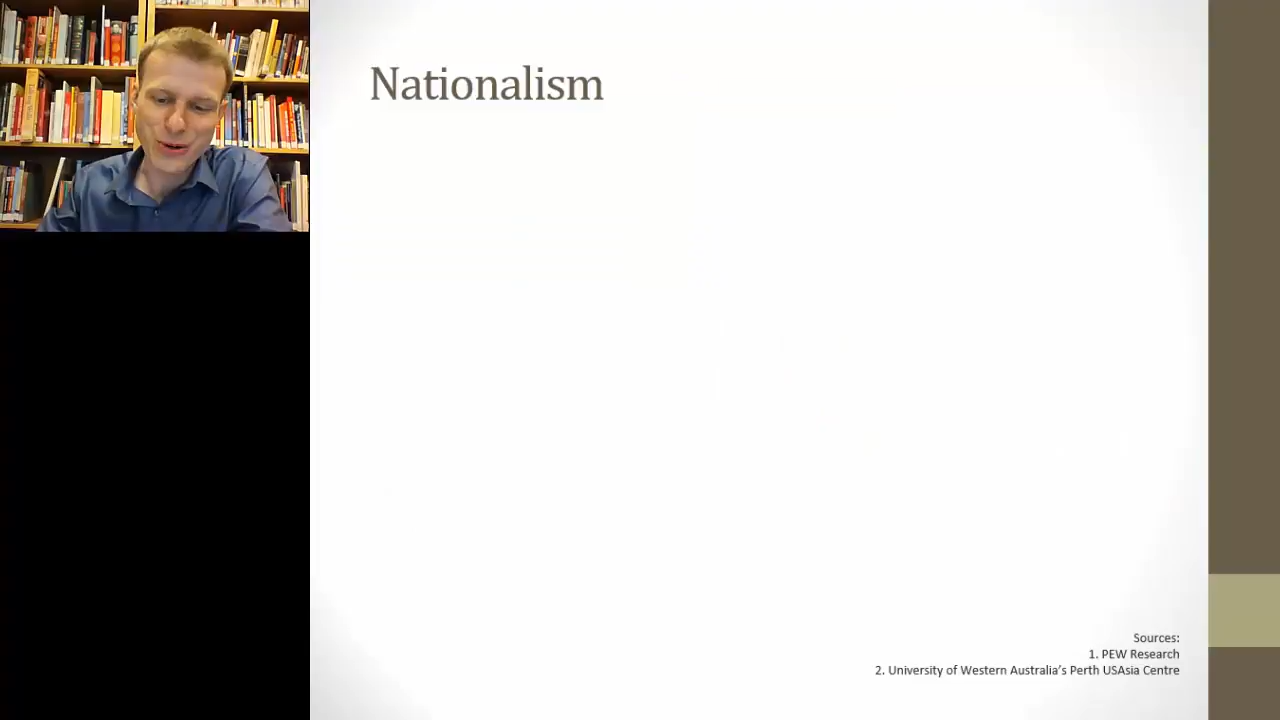 Nationalism
Sources:
1. PEW Research
2. University of Western Australia's Perth USAsia Centre